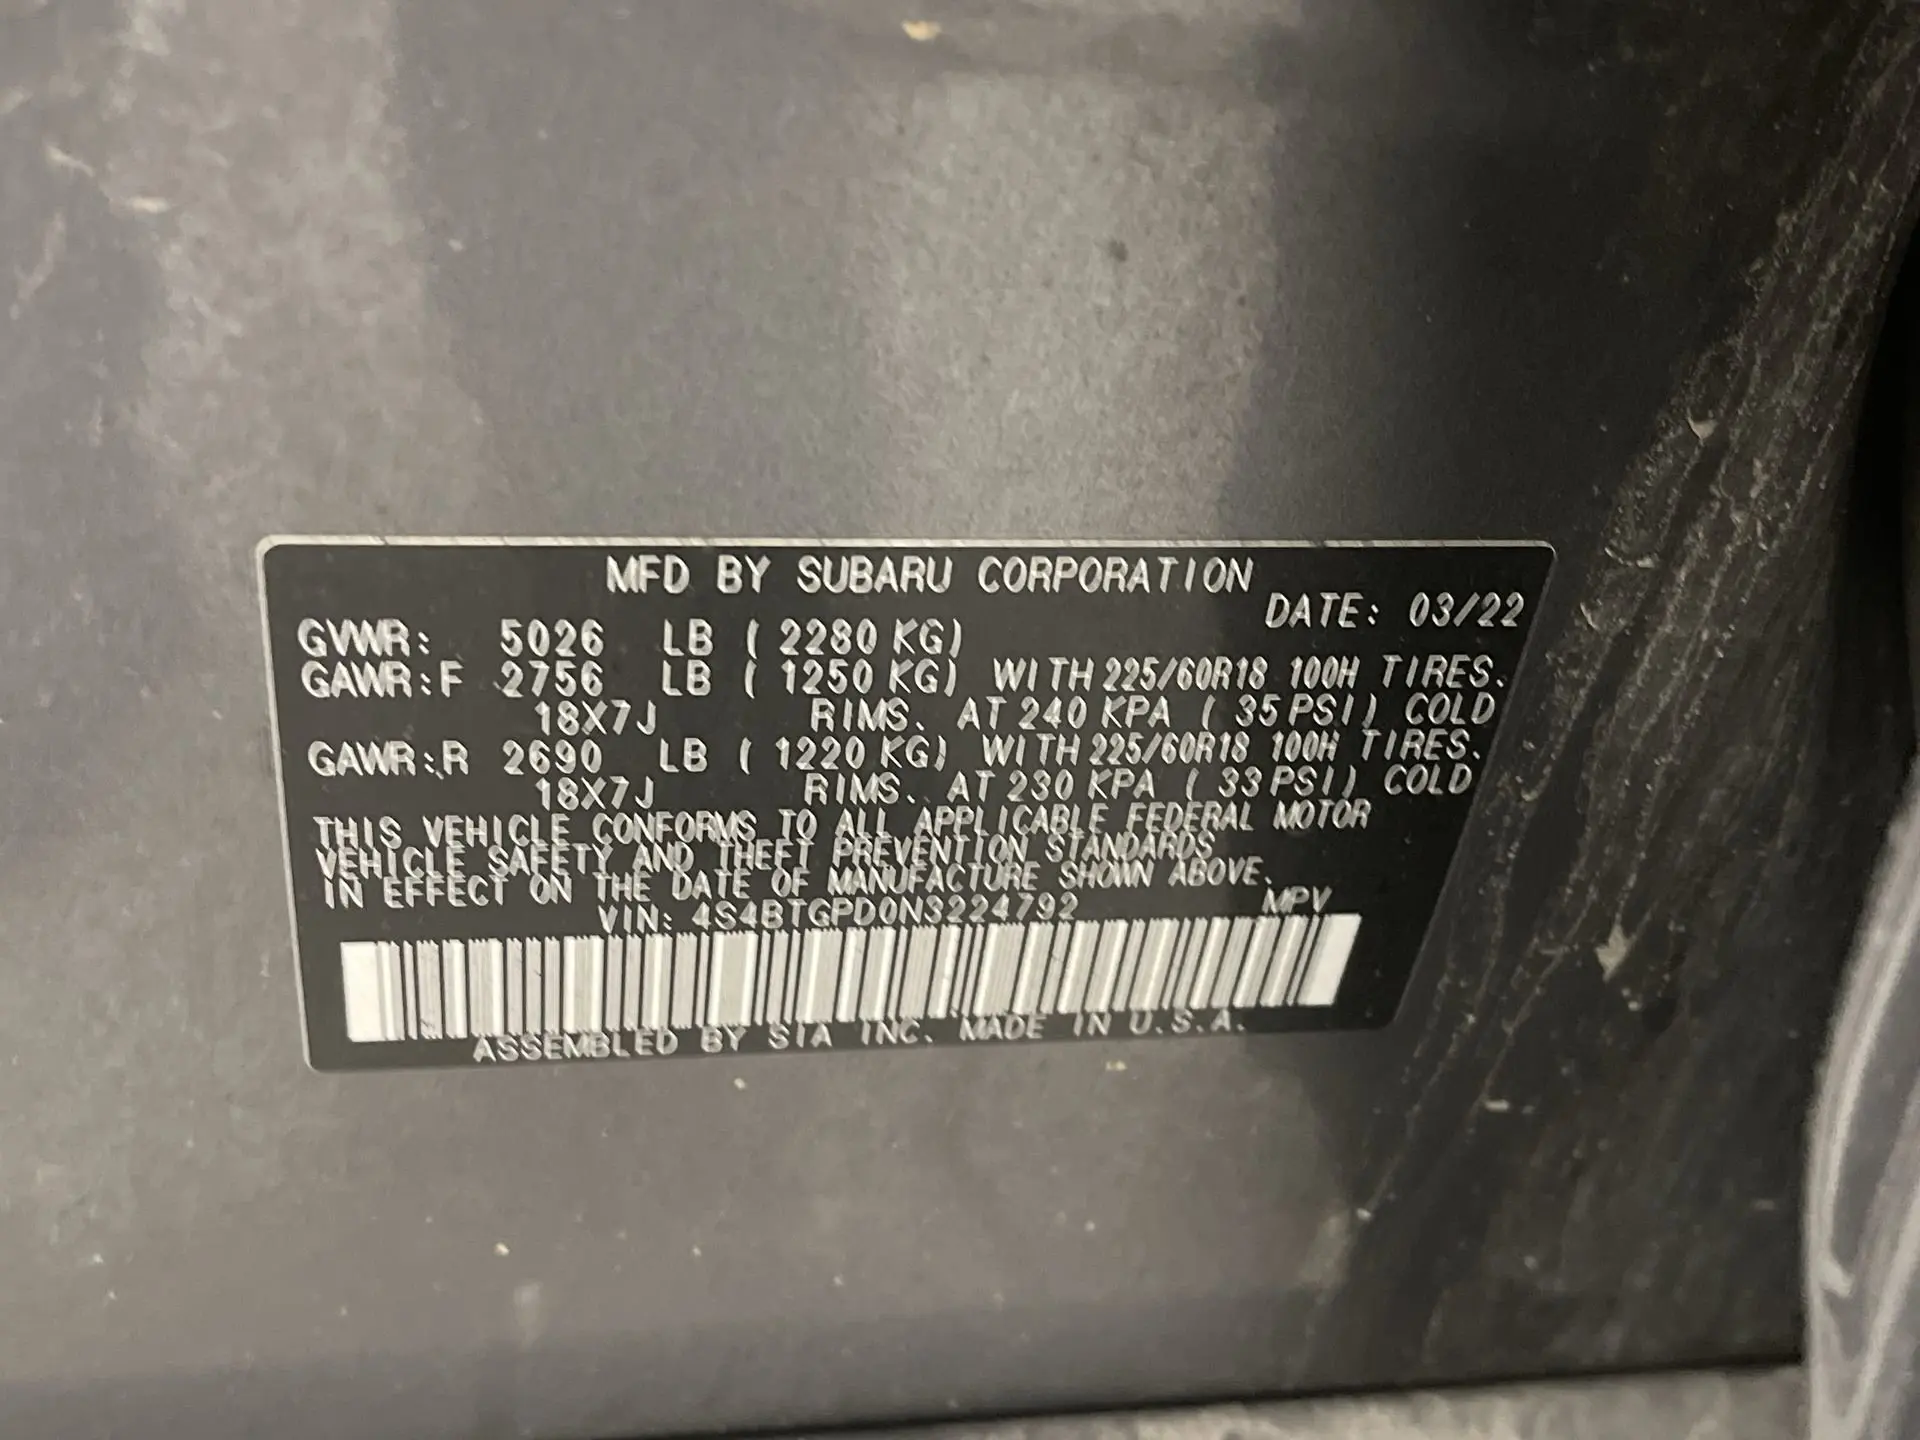 MFD BY SUBARU CORPORATION
DATE: 03/22
GVWR: 5026 LB ( 2280 KG)
GAWR:F 2756 LB ( 1250 KG) WITH 225/60R18 100H TIRES.
18X7J RIMS. AT 240 KPA ( 35 PSI) COLD
GAWR:R 2690 LB ( 1220 KG) WITH 225/60R18 100H TIRES.
18X7J RIMS. AT 230 KPA ( 33 PSI) COLD
THIS VEHICLE CONFORMS TO ALL APPLICABLE FEDERAL MOTOR
VEHICLE SAFETY AND THEFT PREVENTION STANDARDS
IN EFFECT ON THE DATE OF MANUFACTURE SHOWN ABOVE.
VIN: 4S4BTGPD0N3224792 MPV
ASSEMBLED BY SIA INC. MADE IN U.S.A.